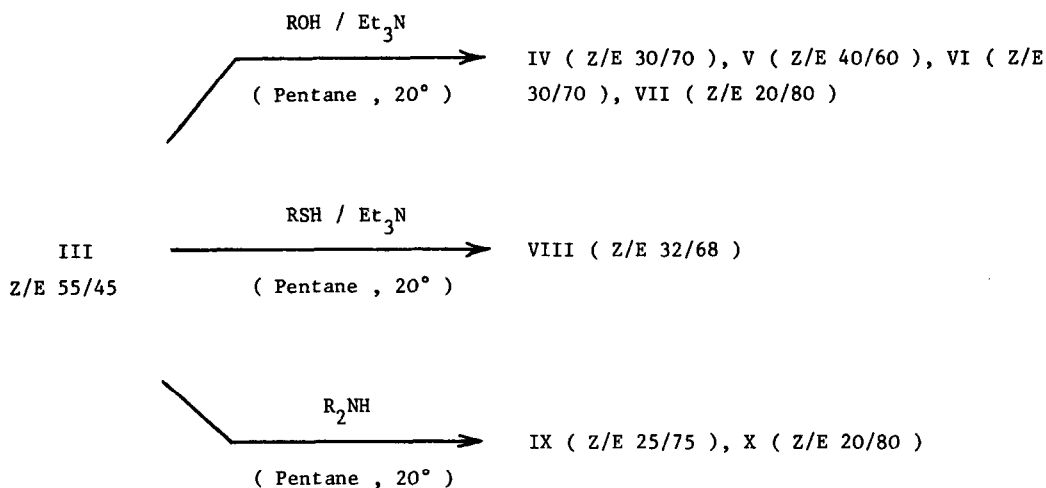 ROH / Et3N
( Pentane , 20° )
IV ( Z/E 30/70 ), V ( Z/E 40/60 ), VI ( Z/E
30/70 ), VII ( Z/E 20/80 )
III
Z/E 55/45
RSH / Et3N
( Pentane , 20° )
VIII ( Z/E 32/68 )
R2NH
( Pentane , 20° )
IX ( Z/E 25/75 ), X ( Z/E 20/80 )